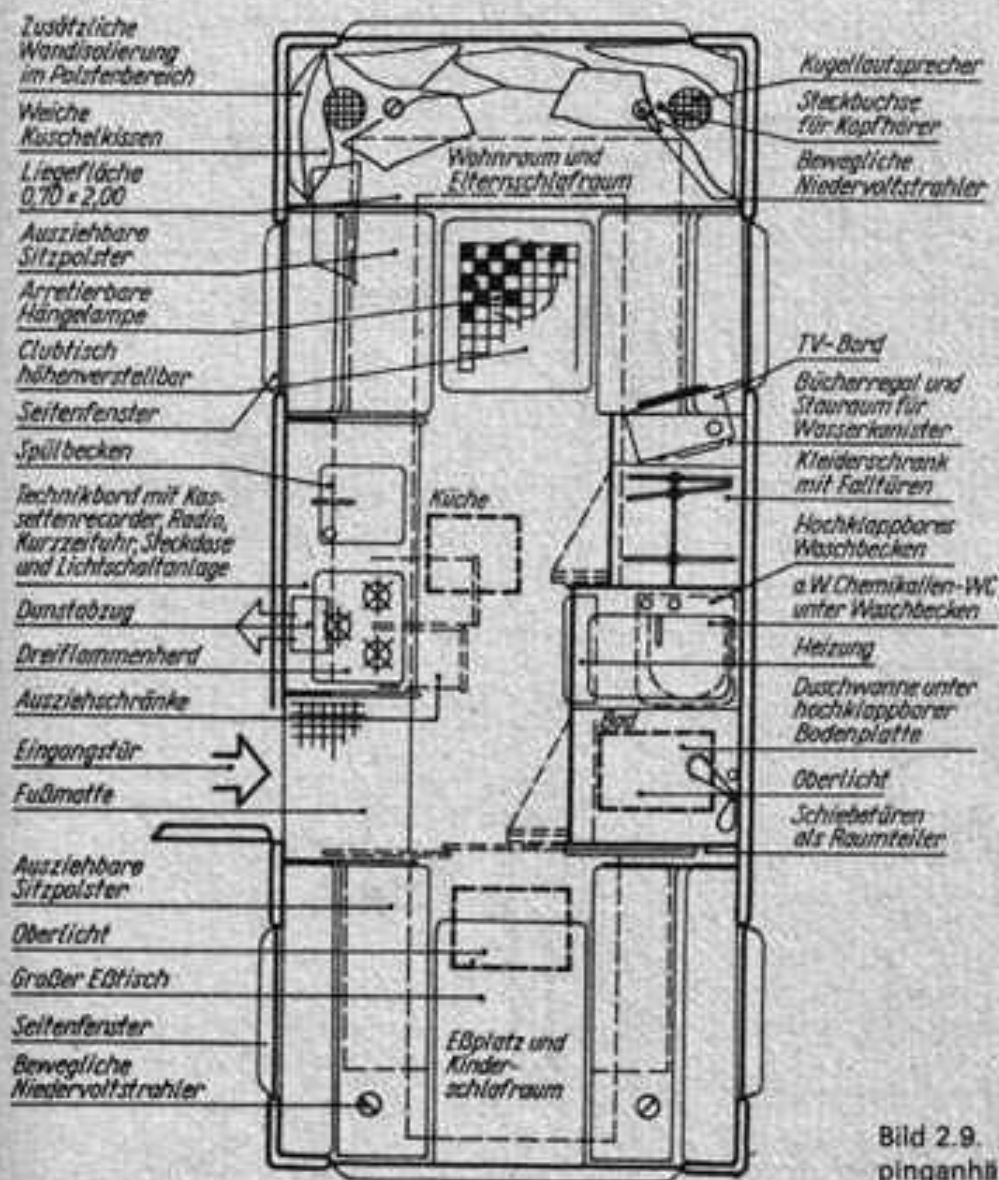 Zusätzliche
Wandisolierung
im Polstenbereich
Weiche
Kuschelkissen
Liegefläche
0,70 x 2,00
Ausziehbare
Sitzpolster
Arretierbare
Hängelampe
Clubtisch
höhenverstellbar
Seitenfenster
Spülbecken
Technikbord mit Kas-
settenrecorder, Radio,
Kurzzeituhr, Steckdose
und Lichtschaltanlage
Dunstabzug
Dreiflammenherd
Ausziehschränke
Eingangstür
Fußmatte
Ausziehbare
Sitzpolster
Oberlicht
Großer Eßtisch
Seitenfenster
Bewegliche
Niedervoltstrahler
Wohnraum und
Elternschlafraum
Küche
Bad
Eßplatz und
Kinder-
schlafraum
Kugellautsprecher
Steckbuchse
für Kopfhörer
Bewegliche
Niedervoltstrahler
TV-Bord
Bücherregal und
Stauraum für
Wasserkanister
Kleiderschrank
mit Falttüren
Hochklappbares
Waschbecken
a.W. Chemikalien-WC
unter Waschbecken
Heizung
Duschwanne unter
hochklappbarer
Bodenplatte
Oberlicht
Schiebetüren
als Raumteiler
Bild 2.9.
pinganhä